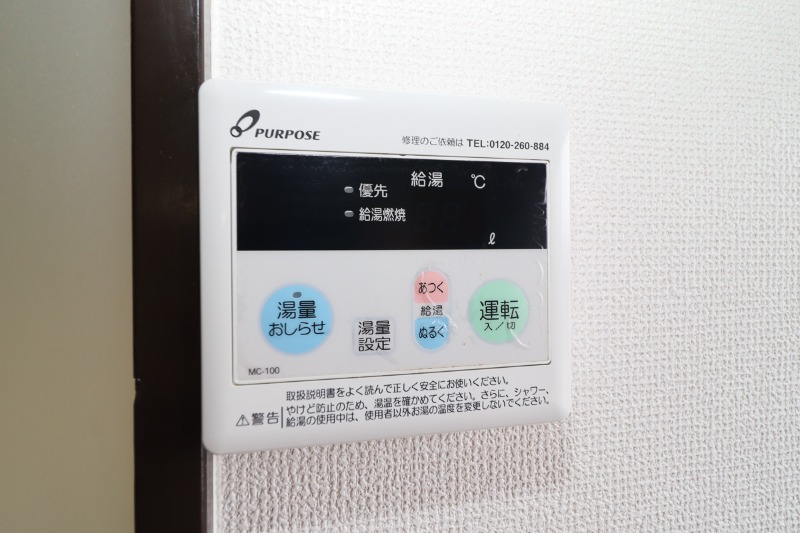 PURPOSE
修理のご依頼は TEL:0120-260-884
給湯 ℃
優先
給湯燃焼
ℓ
湯量
おしらせ
湯量
設定
あつく
給湯
ぬるく
運転
入/切
MC-100
⚠警告
取扱説明書をよく読んで正しく安全にお使いください。
やけど防止のため、湯温を確かめてください。さらに、シャワー、
給湯の使用中は、使用者以外お湯の温度を変更しないでください。